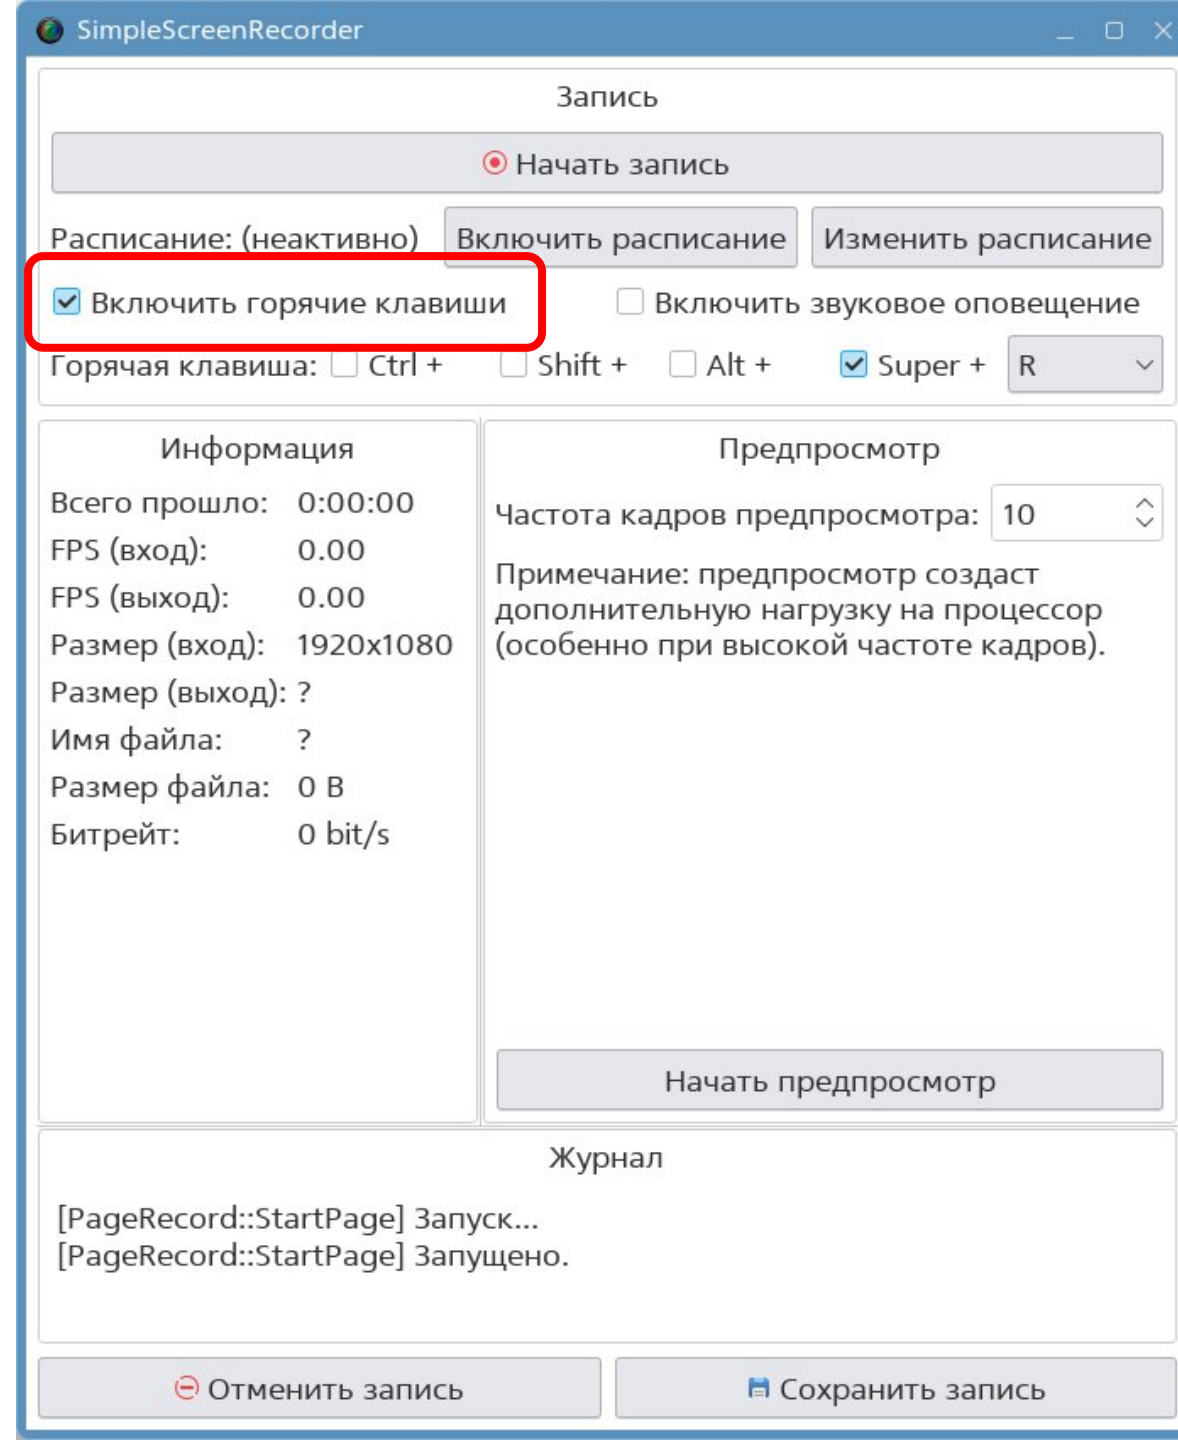 SimpleScreenRecorder
Запись
Начать запись
Расписание: (неактивно) Включить расписание Изменить расписание
Включить горячие клавиши Включить звуковое оповещение
Горячая клавиша: Ctrl + Shift + Alt + Super + R
Информация
Всего прошло: 0:00:00
FPS (вход): 0.00
FPS (выход): 0.00
Размер (вход): 1920x1080
Размер (выход): ?
Имя файла: ?
Размер файла: 0 B
Битрейт: 0 bit/s
Предпросмотр
Частота кадров предпросмотра: 10
Примечание: предпросмотр создаст
дополнительную нагрузку на процессор
(особенно при высокой частоте кадров).
Начать предпросмотр
Журнал
[PageRecord::StartPage] Запуск...
[PageRecord::StartPage] Запущено.
Отменить запись Сохранить запись